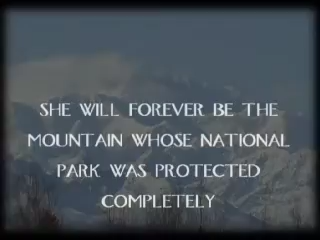 SHE WILL FOREVER BE THE
MOUNTAIN WHOSE NATIONAL
PARK WAS PROTECTED
COMPLETELY